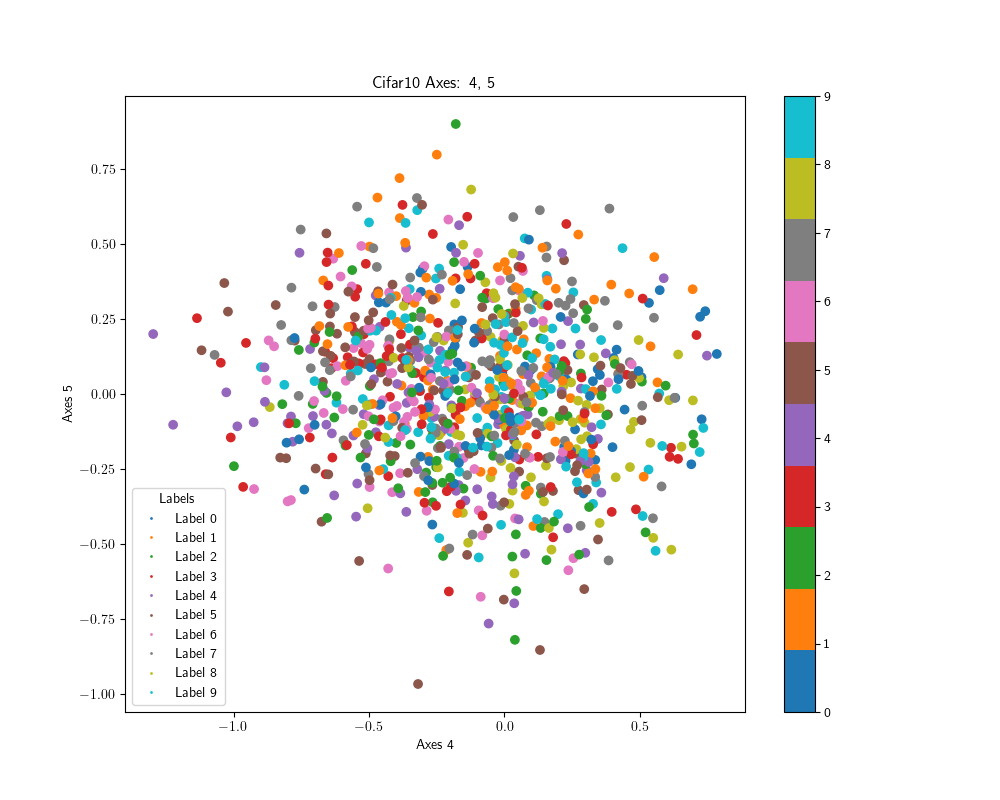 Cifar10 Axes: 4, 5
Axes 5
0.75
0.50
0.25
0.00
−0.25
−0.50
−0.75
−1.00
−1.0
−0.5
0.0
0.5
Axes 4
Labels
Label 0
Label 1
Label 2
Label 3
Label 4
Label 5
Label 6
Label 7
Label 8
Label 9
9
8
7
6
5
4
3
2
1
0